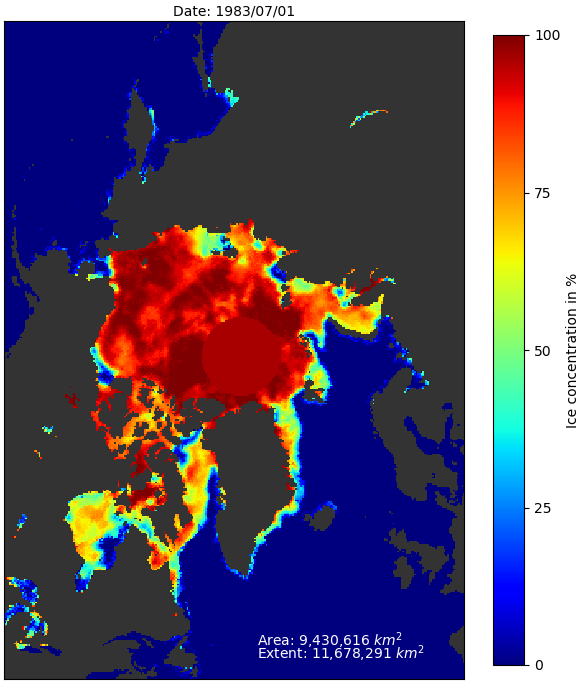 Date: 1983/07/01
100
75
50
25
0
Ice concentration in %
Area: 9,430,616 km²
Extent: 11,678,291 km²